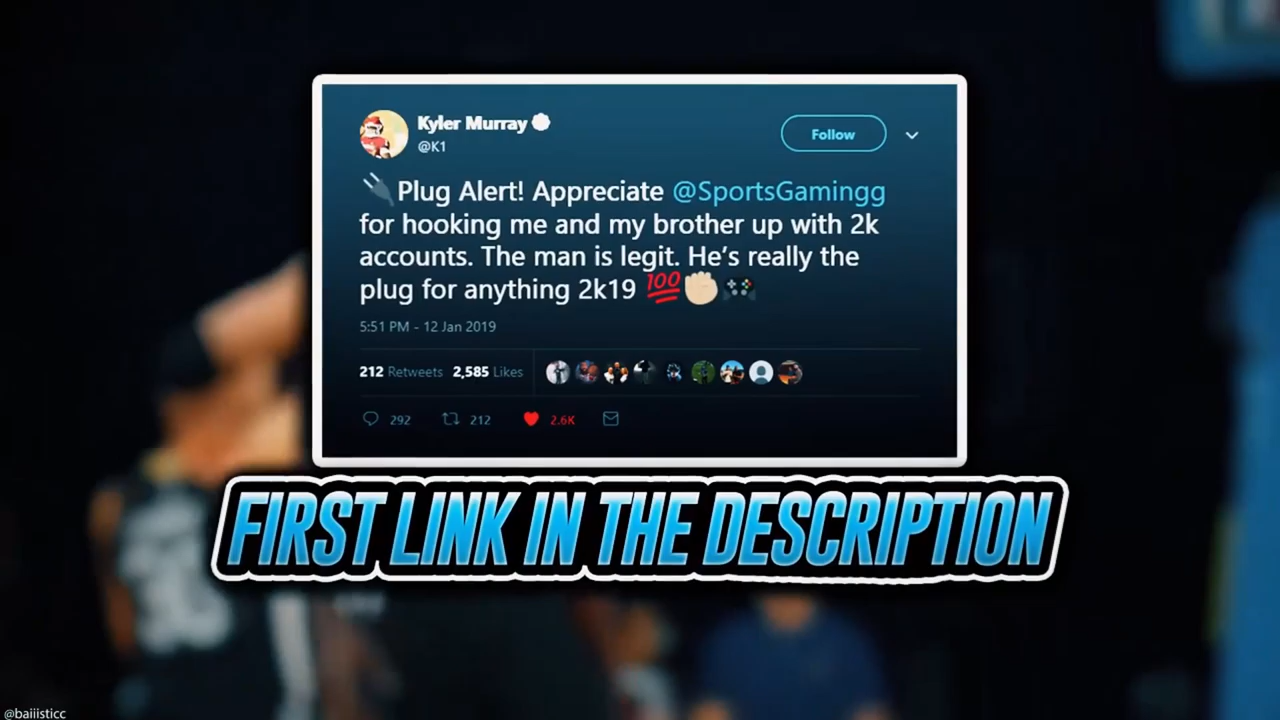 Kyler Murray
@K1
Follow
🔌Plug Alert! Appreciate @SportsGamingg
for hooking me and my brother up with 2k
accounts. The man is legit. He's really the
plug for anything 2k19 💯✊🏼🎮
5:51 PM - 12 Jan 2019
212 Retweets 2,585 Likes
292 212 2.6K
FIRST LINK IN THE DESCRIPTION
@baiiisticc